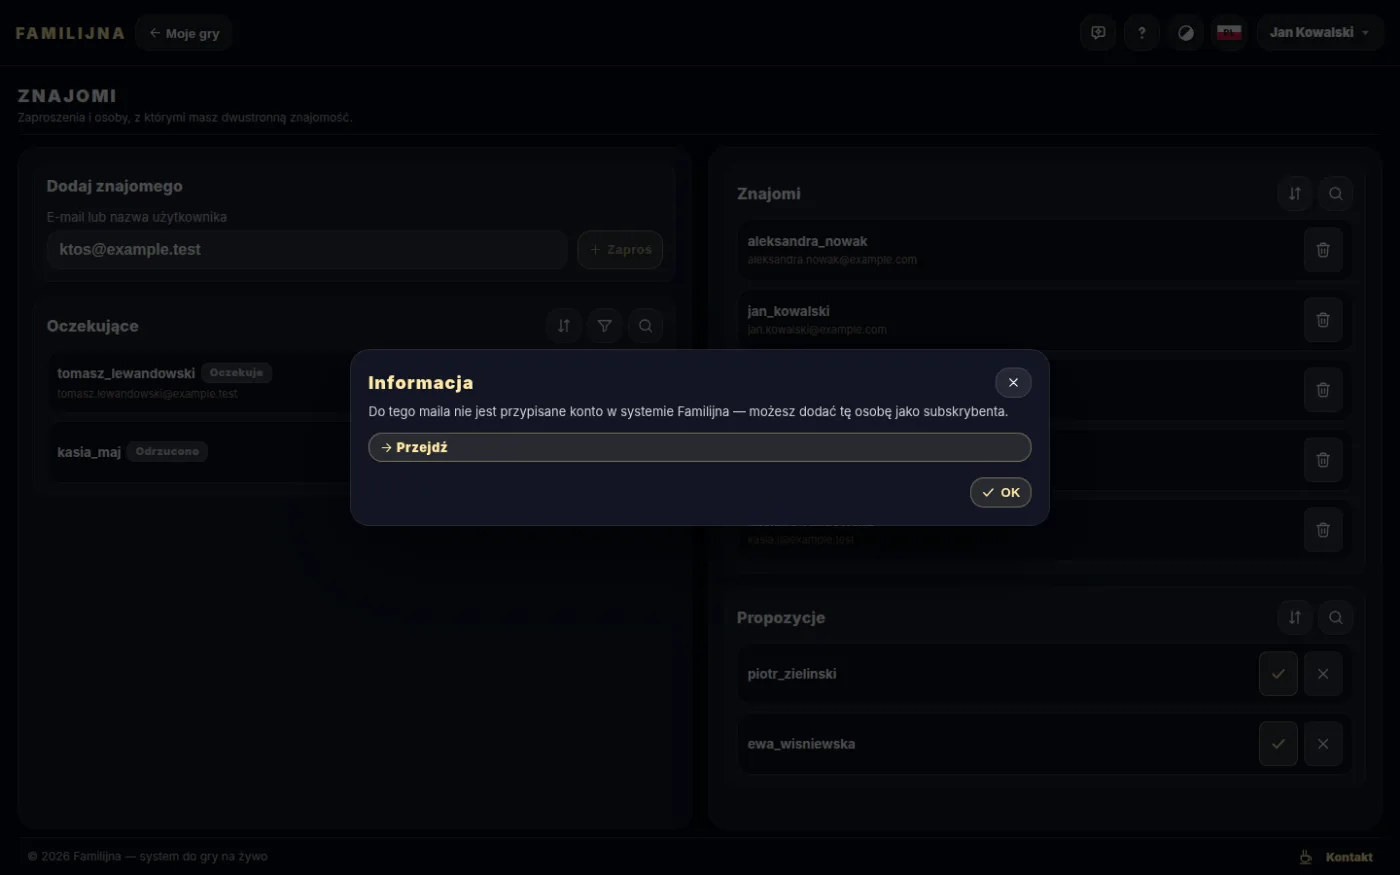 FAMILIJNA
← Moje gry
?
PL
Jan Kowalski
ZNAJOMI
Zaproszenia i osoby, z którymi masz dwustronną znajomość.
Dodaj znajomego
E-mail lub nazwa użytkownika
ktos@example.test
+ Zaproś
Oczekujące
tomasz_lewandowski Oczekuje
tomasz.lewandowski@example.test
kasia_maj Odrzucono
Znajomi
aleksandra_nowak
aleksandra.nowak@example.com
jan_kowalski
jan.kowalski@example.com
Informacja
Do tego maila nie jest przypisane konto w systemie Familijna — możesz dodać tę osobę jako subskrybenta.
→ Przejdź
✓ OK
Propozycje
piotr_zielinski
ewa_wisniewska
© 2026 Familijna — system do gry na żywo
Kontakt